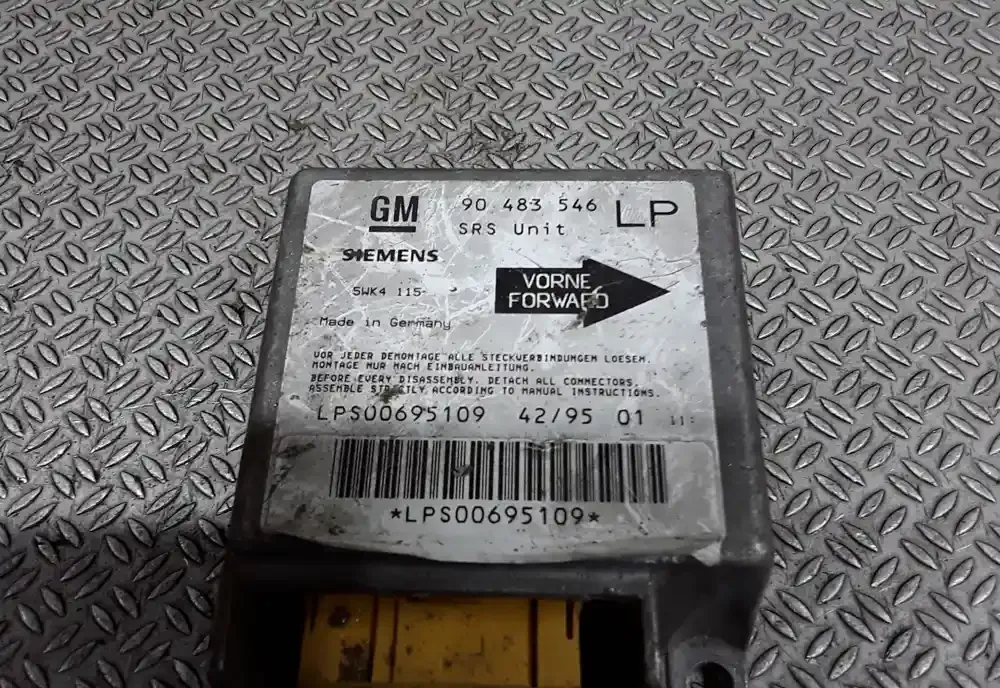 GM 90 483 546 LP
SRS Unit
SIEMENS
5WK4 115-
VORNE
FORWARD
Made in Germany
VOR JEDER DEMONTAGE ALLE STECKVERBINDUNGEN LOESEN.
MONTAGE NUR NACH EINBAUANLEITUNG.
BEFORE EVERY DISASSEMBLY, DETACH ALL CONNECTORS.
ASSEMBLE STRICTLY ACCORDING TO MANUAL INSTRUCTIONS.
LPS00695109 42/95 01
*LPS00695109*